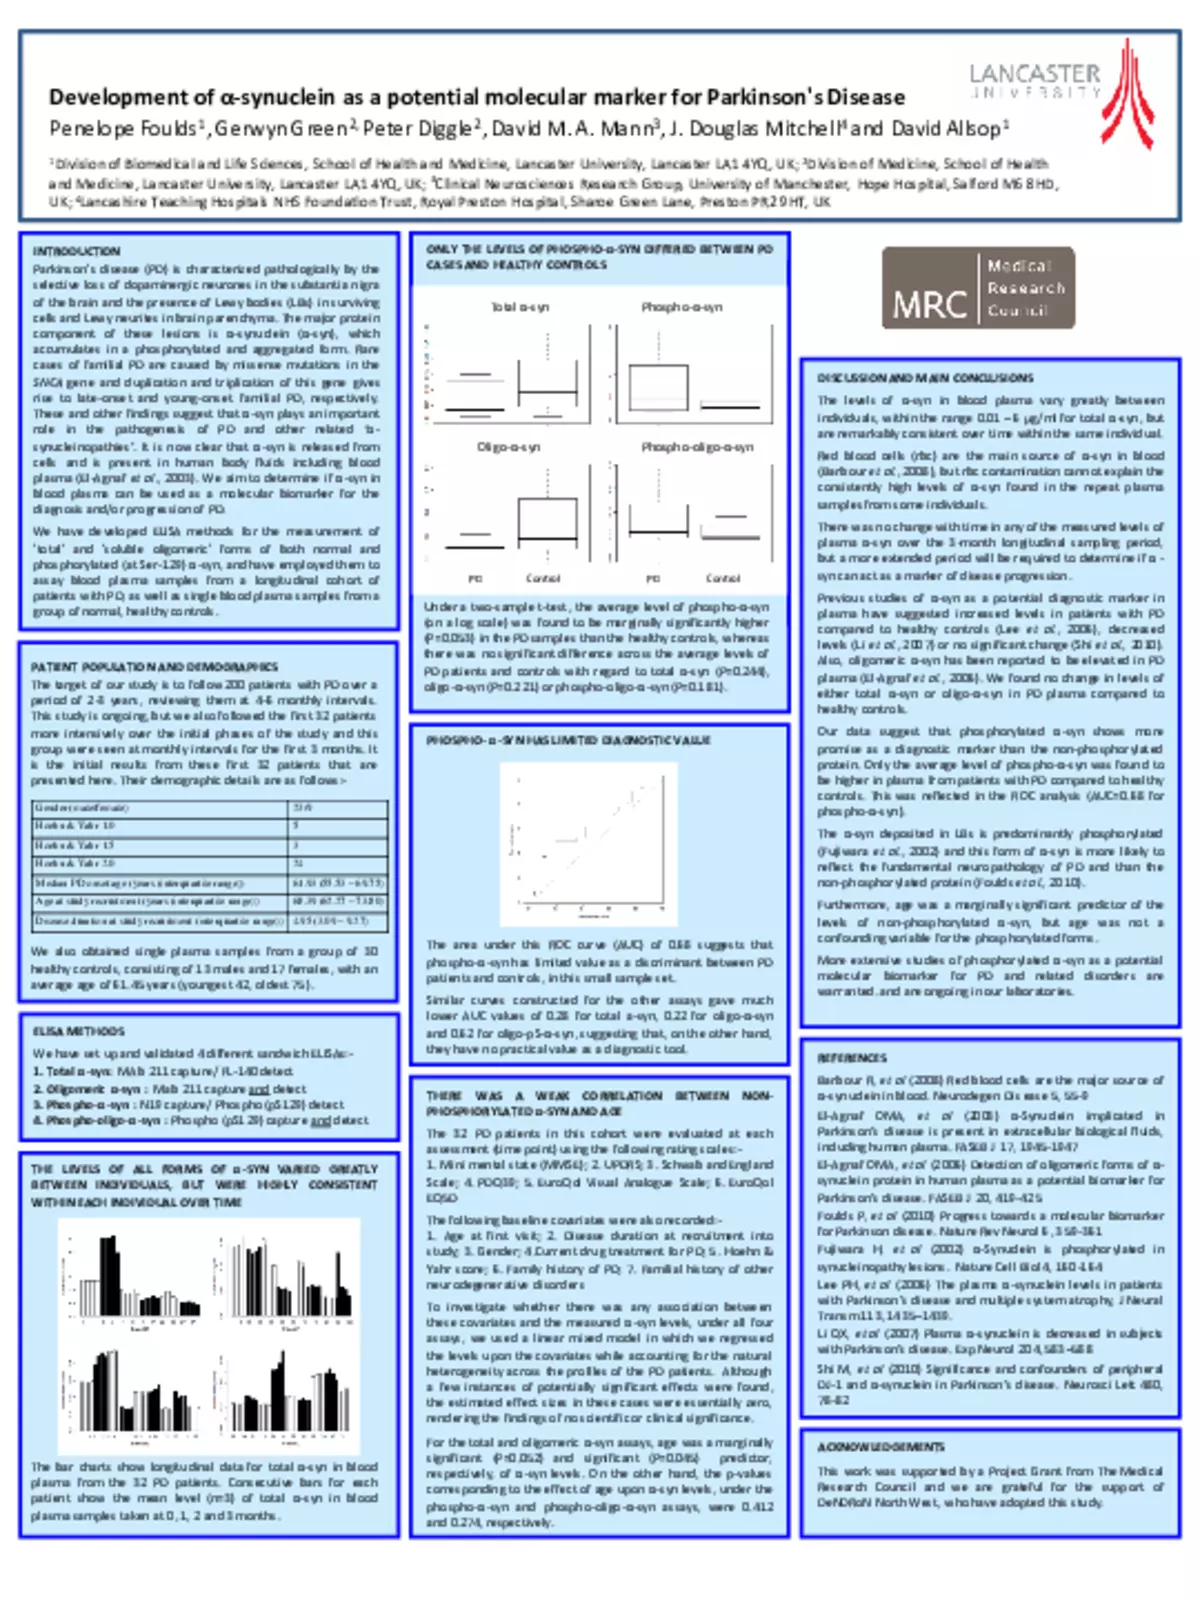 LANCASTER
UNIVERSITY
Development of α-synuclein as a potential molecular marker for Parkinson's Disease
Penelope Foulds1, Gerwyn Green2, Peter Diggle2, David M. A. Mann3, J. Douglas Mitchell4 and David Allsop1
1Division of Biomedical and Life Sciences, School of Health and Medicine, Lancaster University, Lancaster LA1 4YQ, UK; 2Division of Medicine, School of Health
and Medicine, Lancaster University, Lancaster LA1 4YQ, UK; 3Clinical Neurosciences Research Group, University of Manchester, Hope Hospital, Salford M6 8HD,
UK; 4Lancashire Teaching Hospitals NHS Foundation Trust, Royal Preston Hospital, Sharoe Green Lane, Preston PR2 9HT, UK
INTRODUCTION
Parkinson's disease (PD) is characterized pathologically by the
selective loss of dopaminergic neurones in the substantia nigra
of the brain and the presence of Lewy bodies (LBs) in surviving
cells and Lewy neurites in brain parenchyma. The major protein
component of these lesions is α-synuclein (α-syn), which
accumulates in a phosphorylated and aggregated form. Rare
cases of familial PD are caused by missense mutations in the
SNCA gene and duplication and triplication of this gene gives
rise to late-onset and young-onset familial PD, respectively.
These and other findings suggest that α-syn plays an important
role in the pathogenesis of PD and other related 'α-
synucleinopathies'. It is now clear that α-syn is released from
cells and is present in human body fluids including blood
plasma (El-Agnaf et al., 2003). We aim to determine if α-syn in
blood plasma can be used as a molecular biomarker for the
diagnosis and/or progression of PD.
We have developed ELISA methods for the measurement of
'total' and 'soluble oligomeric' forms of both normal and
phosphorylated (at Ser-129) α-syn, and have employed them to
assay blood plasma samples from a longitudinal cohort of
patients with PD, as well as single blood plasma samples from a
group of normal, healthy controls.
PATIENT POPULATION AND DEMOGRAPHICS
The target of our study is to follow 200 patients with PD over a
period of 2-3 years, reviewing them at 4-6 monthly intervals.
This study is ongoing, but we also followed the first 32 patients
more intensively over the initial phases of the study and this
group were seen at monthly intervals for the first 3 months. It
is the initial results from these first 32 patients that are
presented here. Their demographic details are as follows:-
Gender (male/female)
Hoehn & Yahr 1.0
Hoehn & Yahr 1.5
Hoehn & Yahr 2.0
Median PD onset age (years (interquartile range))
Age at study recruitment (years (interquartile range))
Disease duration at study recruitment (interquartile range))
We also obtained single plasma samples from a group of 30
healthy controls, consisting of 13 males and 17 females, with an
average age of 61.46 years (youngest 42, oldest 75).
ELISA METHODS
We have set up and validated 4 different sandwich ELISAs:-
1. Total α-syn: MAb 211 capture/ FL-140 detect
2. Oligomeric α-syn : Mab 211 capture and detect
3. Phospho-α-syn : N19 capture/ Phospho (pS129) detect
4. Phospho-oligo-α-syn : Phospho (pS129) capture and detect
THE LEVELS OF ALL FORMS OF α-SYN VARIED GREATLY
BETWEEN INDIVIDUALS, BUT WERE HIGHLY CONSISTENT
WITHIN EACH INDIVIDUAL OVER TIME
The bar charts show longitudinal data for total α-syn in blood
plasma from the 32 PD patients. Consecutive bars for each
patient show the mean level (n=3) of total α-syn in blood
plasma samples taken at 0, 1, 2 and 3 months.
ONLY THE LEVELS OF PHOSPHO-α-SYN DIFFERED BETWEEN PD
CASES AND HEALTHY CONTROLS
Total α-syn Phospho-α-syn
Oligo-α-syn Phospho-oligo-α-syn
PD Control PD Control
Under a two-sample t-test, the average level of phospho-α-syn
(on a log scale) was found to be marginally significantly higher
(P=0.053) in the PD samples than the healthy controls, whereas
there was no significant difference across the average levels of
PD patients and controls with regard to total α-syn (P=0.244),
oligo-α-syn (P=0.221) or phospho-oligo-α-syn (P=0.181).
PHOSPHO-α-SYN HAS LIMITED DIAGNOSTIC VALUE
The area under this ROC curve (AUC) of 0.68 suggests that
phospho-α-syn has limited value as a discriminant between PD
patients and controls, in this small sample set.
Similar curves constructed for the other assays gave much
lower AUC values of 0.28 for total α-syn, 0.22 for oligo-α-syn
and 0.62 for oligo-pS-α-syn, suggesting that, on the other hand,
they have no practical value as a diagnostic tool.
THERE WAS A WEAK CORRELATION BETWEEN NON-
PHOSPHORYLATED α-SYN AND AGE
The 32 PD patients in this cohort were evaluated at each
assessment (time point) using the following rating scales:-
1. Mini mental state (MMSE); 2. UPDRS; 3. Schwab and England
Scale; 4. PDQ39; 5. EuroQol Visual Analogue Scale; 6. EuroQol
EQ5D
The following baseline covariates were also recorded:-
1. Age at first visit; 2. Disease duration at recruitment into
study; 3. Gender; 4.Current drug treatment for PD; 5. Hoehn &
Yahr score; 6. Family history of PD; 7. Familial history of other
neurodegenerative disorders
To investigate whether there was any association between
these covariates and the measured α-syn levels, under all four
assays, we used a linear mixed model in which we regressed
the levels upon the covariates while accounting for the natural
heterogeneity across the profiles of the PD patients. Although
a few instances of potentially significant effects were found,
the estimated effect sizes in these cases were essentially zero,
rendering the findings of no scientific or clinical significance.
For the total and oligomeric α-syn assays, age was a marginally
significant (P=0.052) and significant (P=0.045) predictor,
respectively, of α-syn levels. On the other hand, the p-values
corresponding to the effect of age upon α-syn levels, under the
phospho-α-syn and phospho-oligo-α-syn assays, were 0.412
and 0.274, respectively.
MRC
Medical
Research
Council
DISCUSSION AND MAIN CONCLUSIONS
The levels of α-syn in blood plasma vary greatly between
individuals, within the range 0.01 – 6 µg/ml for total α-syn, but
are remarkably consistent over time within the same individual.
Red blood cells (rbc) are the main source of α-syn in blood
(Barbour et al., 2008), but rbc contamination cannot explain the
consistently high levels of α-syn found in the repeat plasma
samples from some individuals.
There was no change with time in any of the measured levels of
plasma α-syn over the 3-month longitudinal sampling period,
but a more extended period will be required to determine if α-
syn can act as a marker of disease progression.
Previous studies of α-syn as a potential diagnostic marker in
plasma have suggested increased levels in patients with PD
compared to healthy controls (Lee et al., 2006), decreased
levels (Li et al., 2007) or no significant change (Shi et al., 2010).
Also, oligomeric α-syn has been reported to be elevated in PD
plasma (El-Agnaf et al., 2006). We found no change in levels of
either total α-syn or oligo-α-syn in PD plasma compared to
healthy controls.
Our data suggest that phosphorylated α-syn shows more
promise as a diagnostic marker than the non-phosphorylated
protein. Only the average level of phospho-α-syn was found to
be higher in plasma from patients with PD compared to healthy
controls. This was reflected in the ROC analysis (AUC=0.68 for
phospho-α-syn).
The α-syn deposited in LBs is predominantly phosphorylated
(Fujiwara et al., 2002) and this form of α-syn is more likely to
reflect the fundamental neuropathology of PD and than the
non-phosphorylated protein (Foulds et al., 2010).
Furthermore, age was a marginally significant predictor of the
levels of non-phosphorylated α-syn, but age was not a
confounding variable for the phosphorylated forms.
More extensive studies of phosphorylated α-syn as a potential
molecular biomarker for PD and related disorders are
warranted. and are ongoing in our laboratories.
REFERENCES
Barbour R, et al (2008) Red blood cells are the major source of
α-synuclein in blood. Neurodegen Disease 5, 55-9
El-Agnaf OMA, et al (2003) α-Synuclein implicated in
Parkinson's disease is present in extracellular biological fluids,
including human plasma. FASEB J 17, 1945-1947
El-Agnaf OMA, et al (2006) Detection of oligomeric forms of α-
synuclein protein in human plasma as a potential biomarker for
Parkinson's disease. FASEB J 20, 419-425
Foulds P, et al (2010) Progress towards a molecular biomarker
for Parkinson disease. Nature Rev Neurol 6, 359-361
Fujiwara H, et al (2002) α-Synuclein is phosphorylated in
synucleinopathy lesions. Nature Cell Biol 4, 160-164
Lee PH, et al (2006) The plasma α-synuclein levels in patients
with Parkinson's disease and multiple system atrophy, J Neural
Transm 113, 1435–1439.
Li QX, et al (2007) Plasma α-synuclein is decreased in subjects
with Parkinson's disease. Exp Neurol 204, 583-588
Shi M, et al (2010) Significance and confounders of peripheral
DJ-1 and α-synuclein in Parkinson's disease. Neurosci Lett 480,
78-82
ACKNOWLEDGEMENTS
This work was supported by a Project Grant from The Medical
Research Council and we are grateful for the support of
DeNDRoN North West, who have adopted this study.